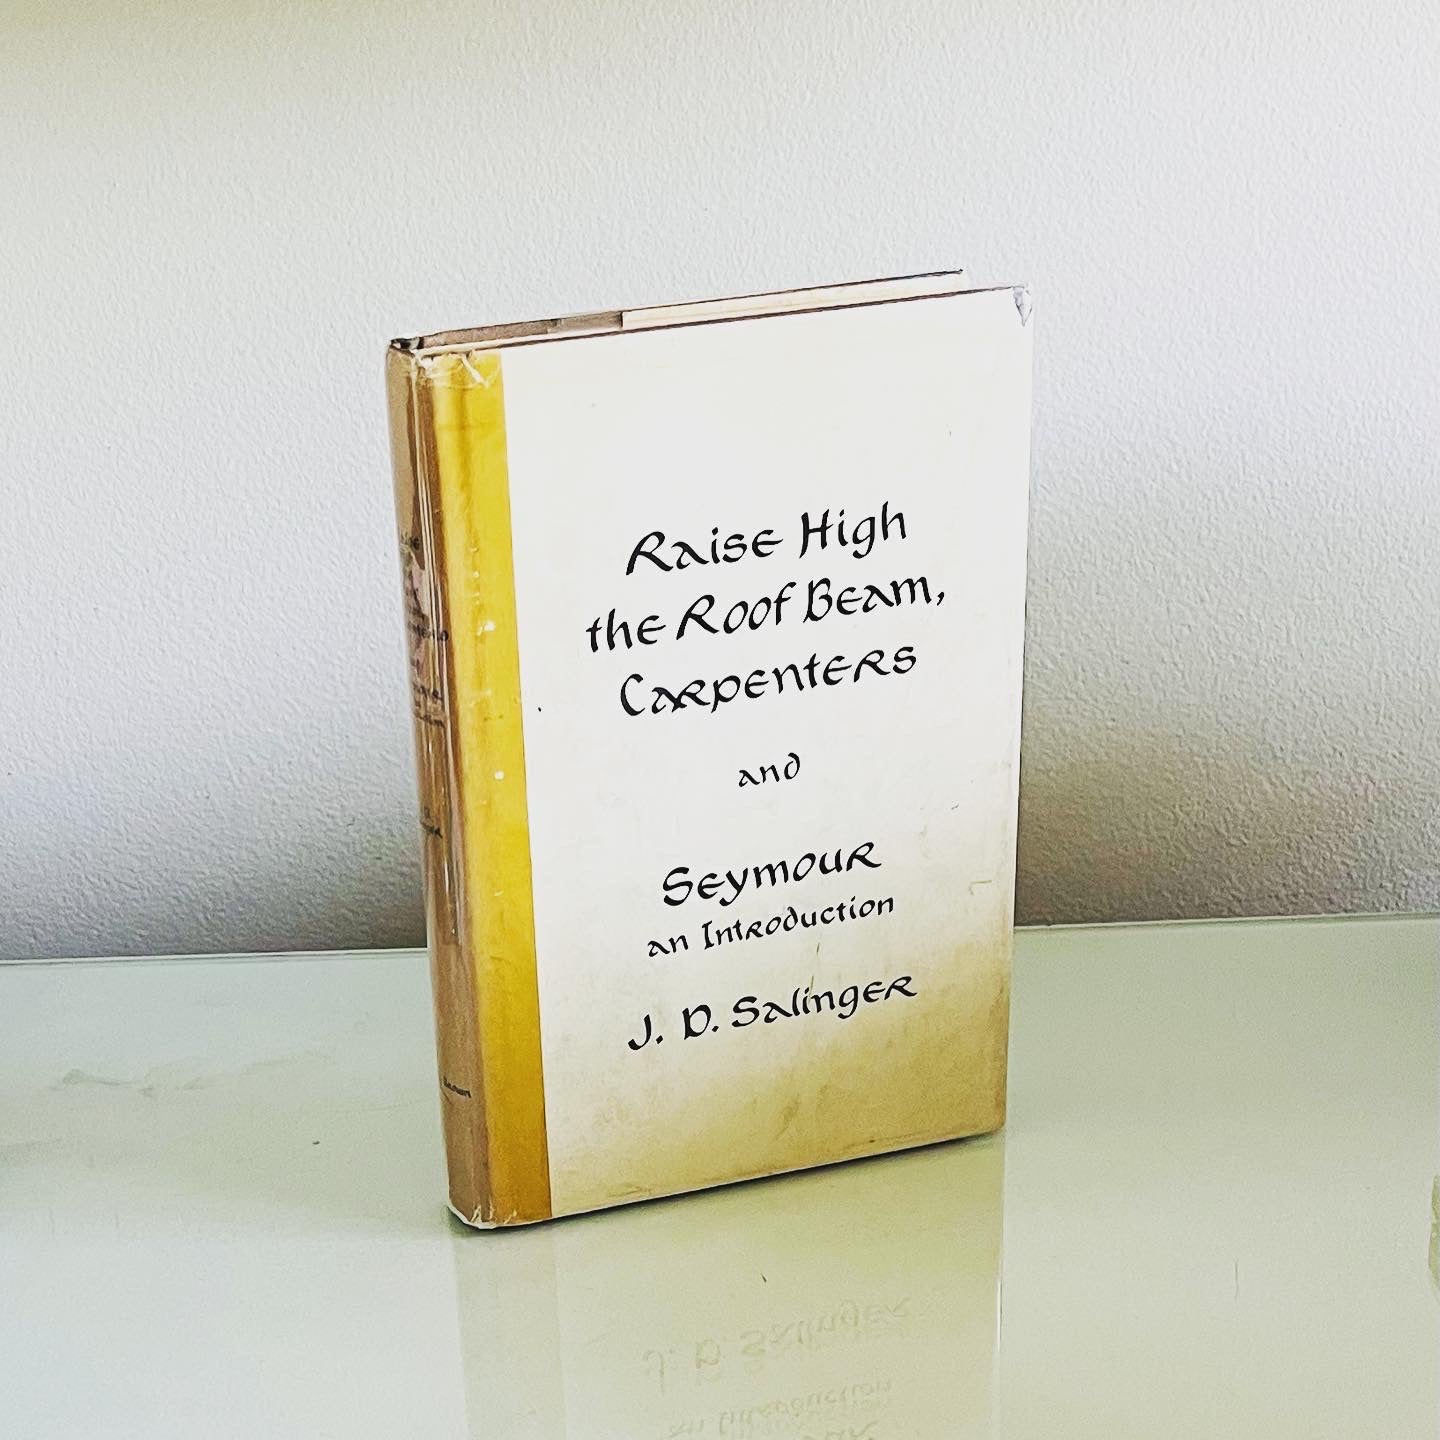 Raise High
the Roof Beam,
Carpenters
and
Seymour
an Introduction
J. D. Salinger